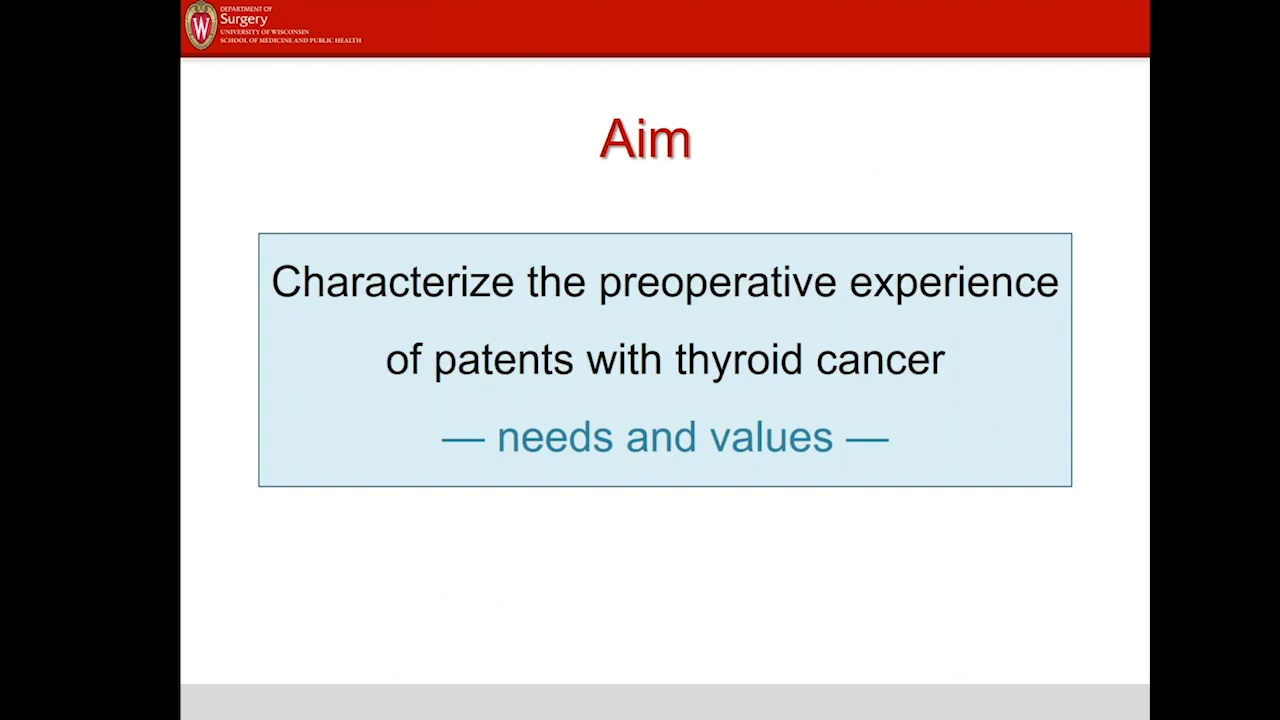 DEPARTMENT OF
Surgery
UNIVERSITY OF WISCONSIN
SCHOOL OF MEDICINE AND PUBLIC HEALTH
W
Aim
Characterize the preoperative experience
of patents with thyroid cancer
— needs and values —